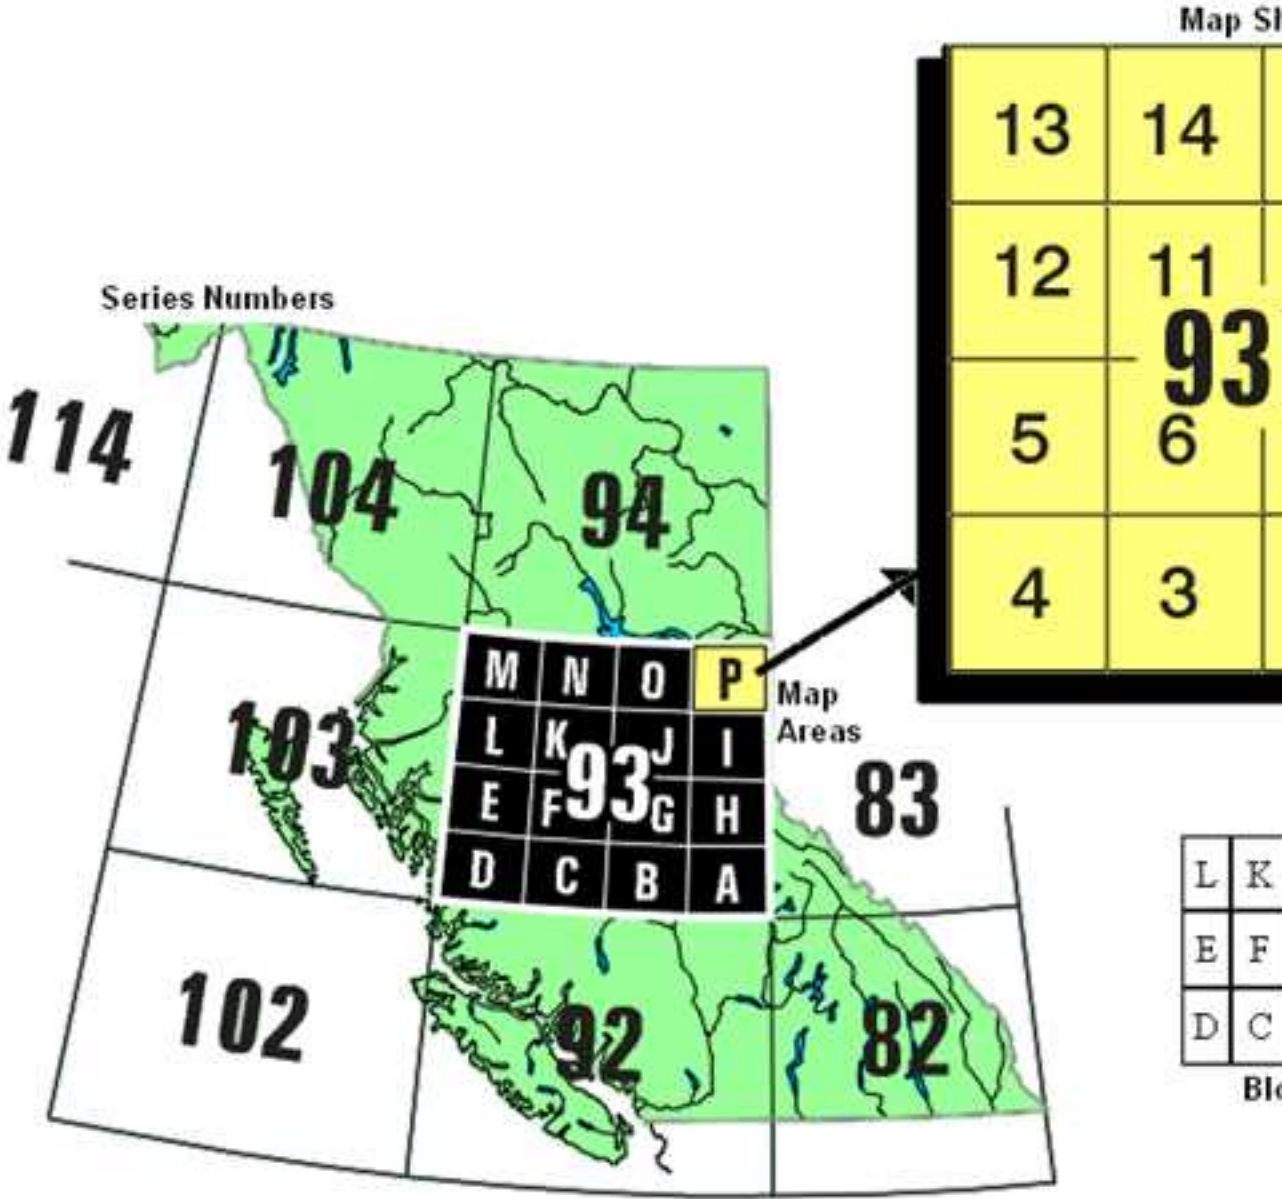 Map Sh
13 14
12 11
93
5 6
4 3
Series Numbers
114
104
94
M N O P
Map
Areas
L K J I
103
93
83
E F G H
D C B A
L K
E F
D C
Blo
102
92
82